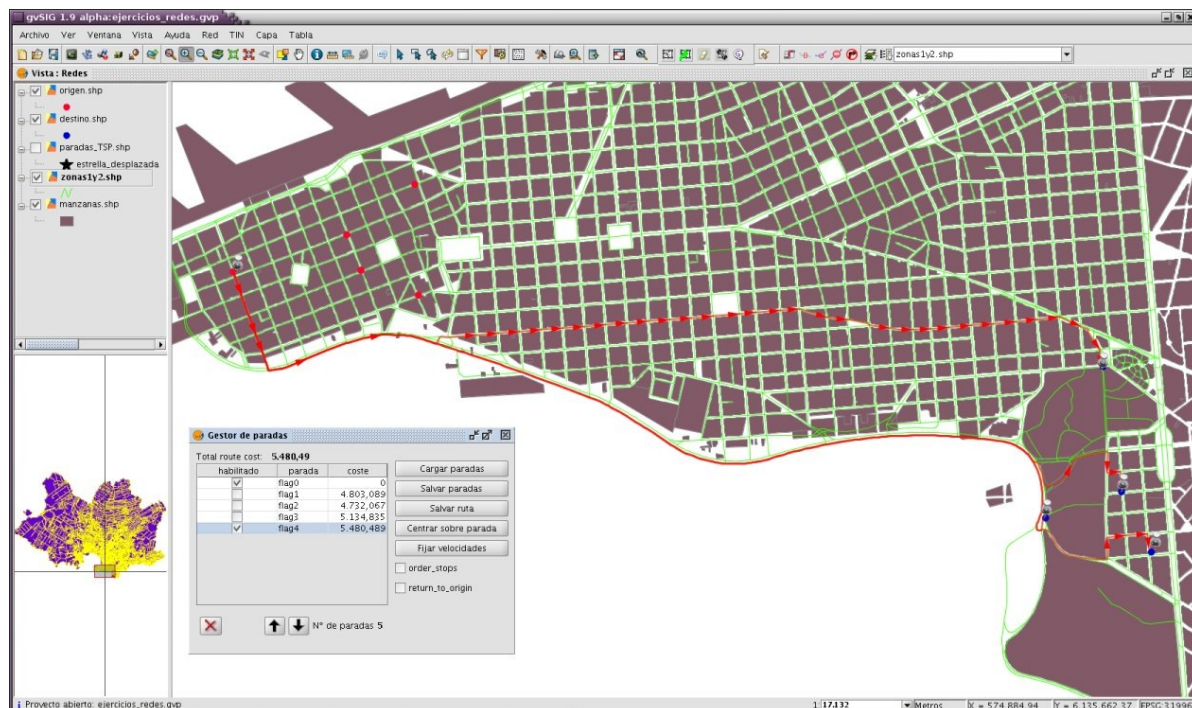 gvSIG 1.9 alpha:ejercicios_redes.gvp
Archivo Ver Ventana Vista Ayuda Red TIN Capa Tabla
zonas1y2.shp
Vista : Redes
origen.shp
destino.shp
paradas_TSP.shp
estrella_desplazada
zonas1y2.shp
manzanas.shp
Gestor de paradas
Total route cost: 5.480,49
habilitado parada coste
flag0 0
flag1 4.803,089
flag2 4.732,067
flag3 5.134,835
flag4 5.480,489
Cargar paradas
Salvar paradas
Salvar ruta
Centrar sobre parada
Fijar velocidades
order_stops
return_to_origin
Nº de paradas 5
Proyecto abierto: ejercicios_redes.gvp
1: 17.132 Metros X = 574.884,94 Y = 6.135.662,37 EPSG:31996